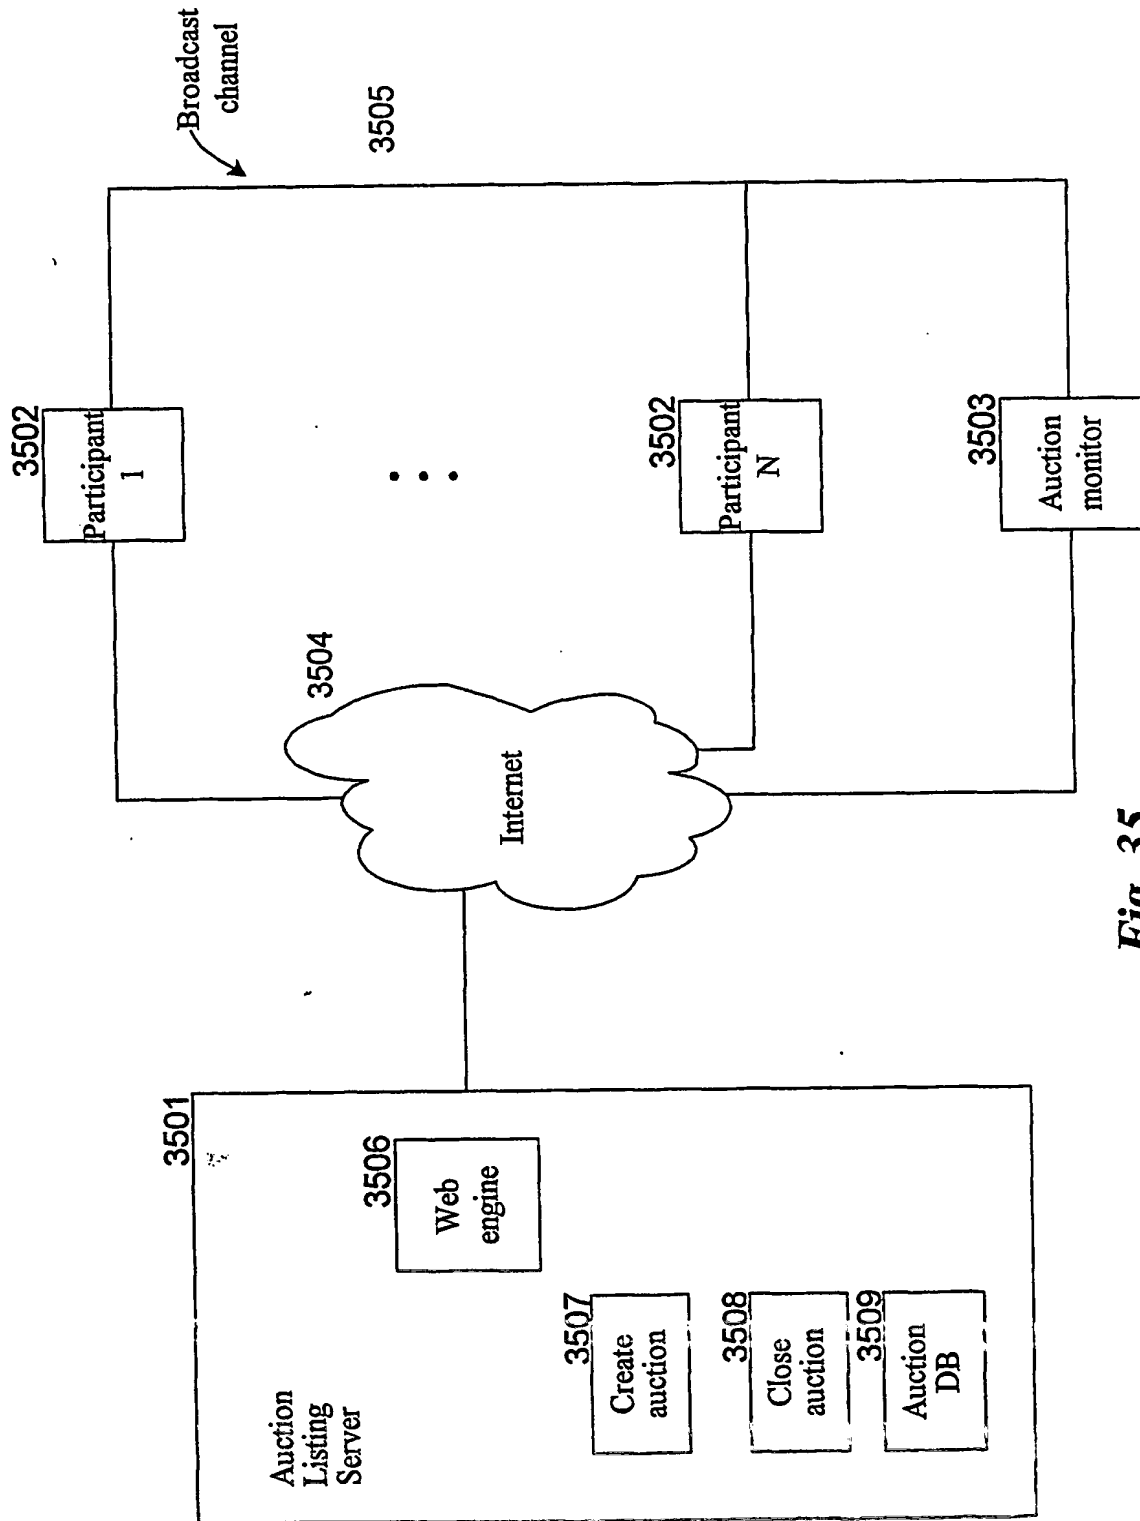 3501
Auction
Listing
Server
3506
Web
engine
3507
Create
auction
3508
Close
auction
3509
Auction
DB
3504
Internet
3502
Participant
1
3502
Participant
N
3503
Auction
monitor
Broadcast
channel
3505
Fig. 35